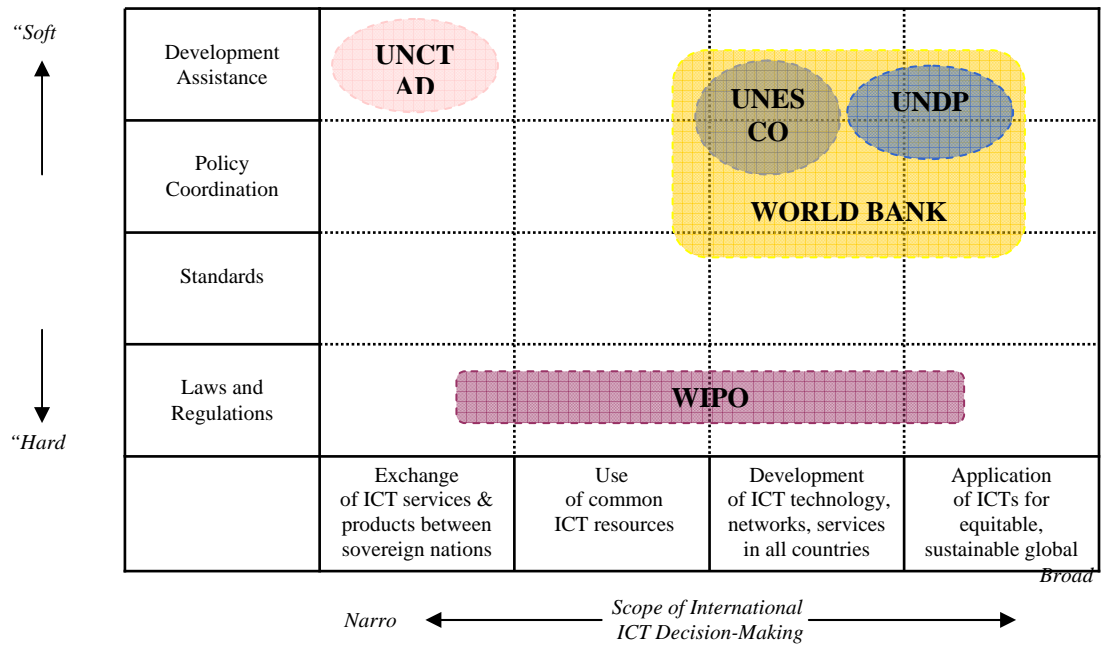 “Soft
Development
Assistance
UNCT
AD
UNES
CO
UNDP
Policy
Coordination
WORLD BANK
Standards
Laws and
Regulations
WIPO
“Hard
Exchange
of ICT services &
products between
sovereign nations
Use
of common
ICT resources
Development
of ICT technology,
networks, services
in all countries
Application
of ICTs for
equitable,
sustainable global
Broad
Narro
Scope of International
ICT Decision-Making